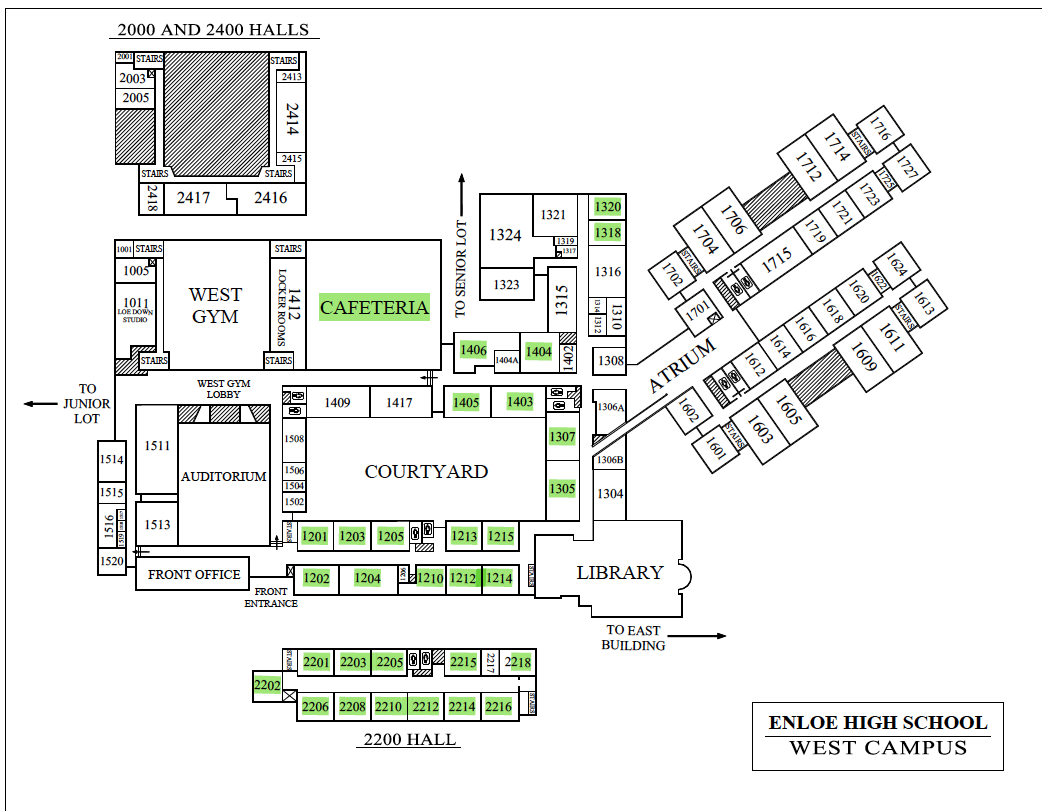 2000 AND 2400 HALLS
2001
STAIRS
STAIRS
2003
2413
2005
2414
2415
STAIRS
STAIRS
2418
2417
2416
1001
STAIRS
STAIRS
1005
1011
LOE DOWN
STUDIO
WEST
GYM
1412
LOCKER ROOMS
CAFETERIA
STAIRS
STAIRS
WEST GYM
LOBBY
TO
JUNIOR
LOT
TO SENIORS LOT
1324
1321
1319
1317
1323
1315
1320
1318
1316
1314
1312
1310
1308
1406
1404A
1404
1402
1409
1417
1405
1403
1307
1305
1306A
1306B
1304
1508
1506
1504
1502
COURTYARD
1511
AUDITORIUM
1513
1514
1515
1516
1519
1520
FRONT OFFICE
FRONT
ENTRANCE
STAIRS
1201
1203
1205
1213
1215
1202
1204
1206
1210
1212
1214
STAIRS
LIBRARY
TO EAST
BUILDING
ATRIUM
1702
STAIRS
1704
1706
1712
1714
STAIRS
1716
1727
1725
1723
1721
1719
1715
1701
1624
1622
1620
1618
1616
1614
1612
1613
STAIRS
1611
1609
1605
1603
STAIRS
1602
1601
STAIRS
2201
2203
2205
2215
2217
2218
2202
2206
2208
2210
2212
2214
2216
STAIRS
2200 HALL
ENLOE HIGH SCHOOL
WEST CAMPUS